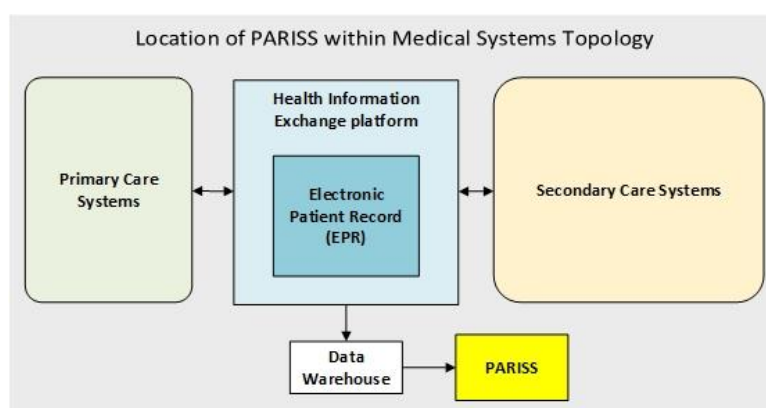 Location of PARISS within Medical Systems Topology
Health Information
Exchange platform
Primary Care
Systems
Electronic
Patient Record
(EPR)
Secondary Care Systems
Data
Warehouse
PARISS